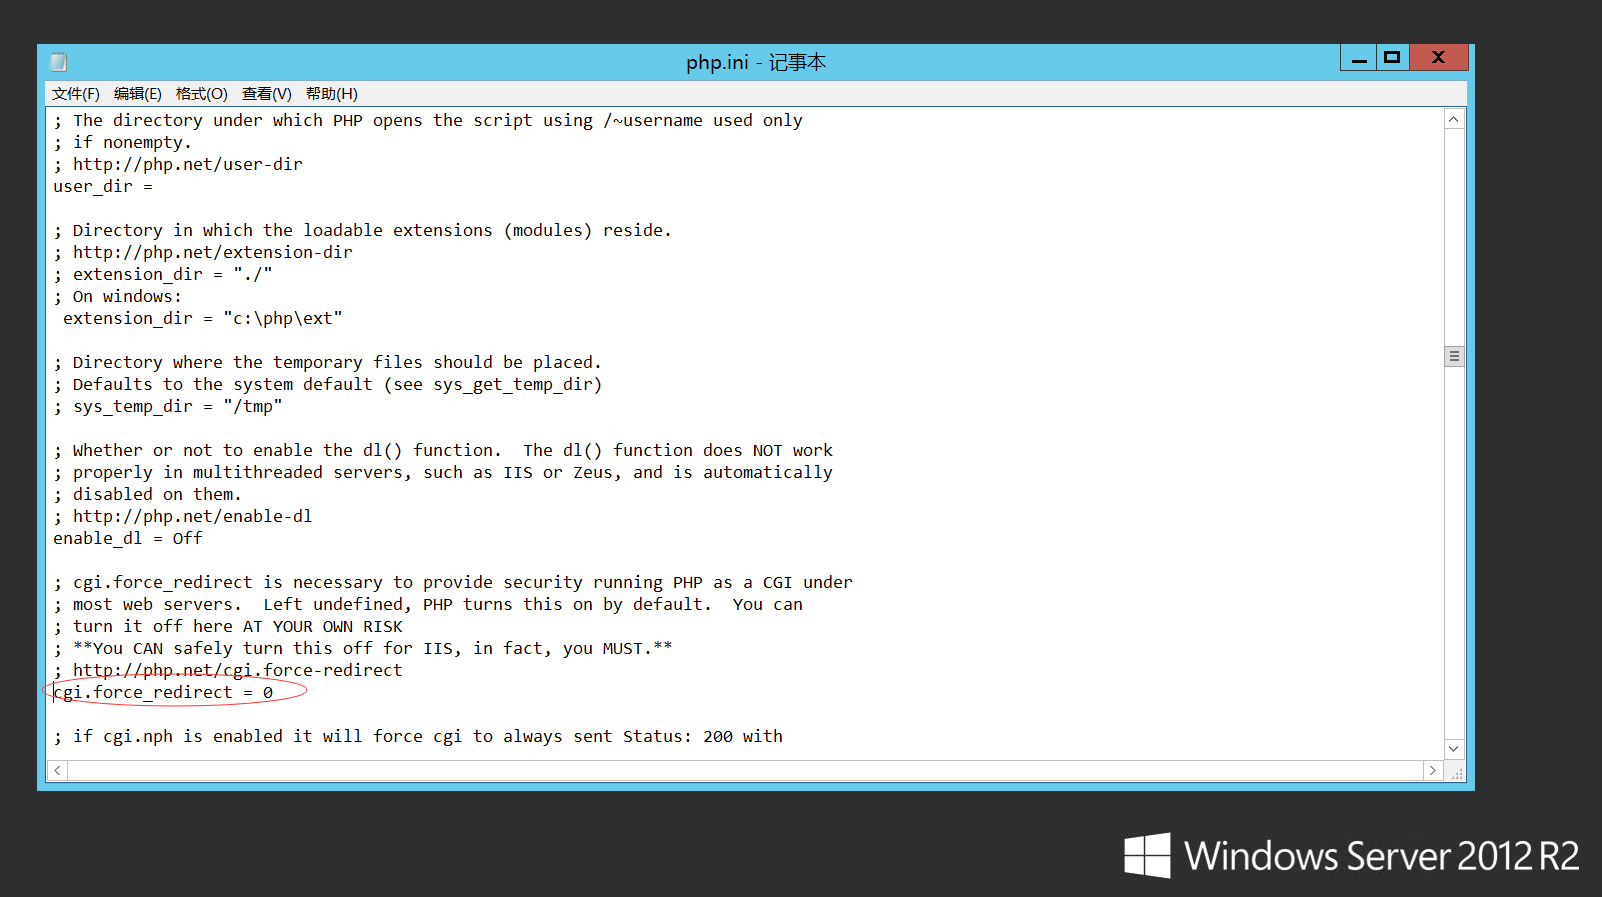 php.ini - 记事本
文件(F) 编辑(E) 格式(O) 查看(V) 帮助(H)
; The directory under which PHP opens the script using /~username used only
; if nonempty.
; http://php.net/user-dir
user_dir =
; Directory in which the loadable extensions (modules) reside.
; http://php.net/extension-dir
; extension_dir = "./"
; On windows:
extension_dir = "c:\php\ext"
; Directory where the temporary files should be placed.
; Defaults to the system default (see sys_get_temp_dir)
; sys_temp_dir = "/tmp"
; Whether or not to enable the dl() function.  The dl() function does NOT work
; properly in multithreaded servers, such as IIS or Zeus, and is automatically
; disabled on them.
; http://php.net/enable-dl
enable_dl = Off
; cgi.force_redirect is necessary to provide security running PHP as a CGI under
; most web servers.  Left undefined, PHP turns this on by default.  You can
; turn it off here AT YOUR OWN RISK
; **You CAN safely turn this off for IIS, in fact, you MUST.**
; http://php.net/cgi.force-redirect
cgi.force_redirect = 0
; if cgi.nph is enabled it will force cgi to always sent Status: 200 with
Windows Server 2012 R2